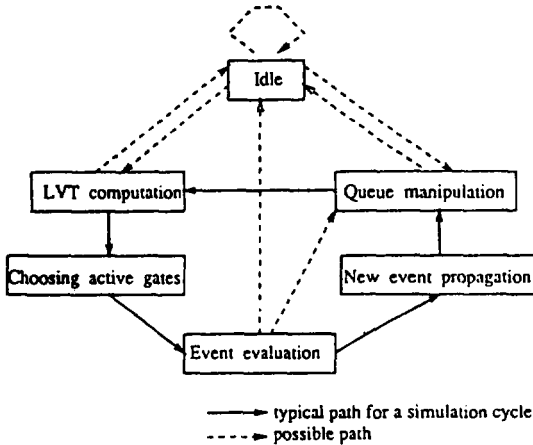 Idle
LVT computation
Queue manipulation
Choosing active gates
New event propagation
Event evaluation
typical path for a simulation cycle
possible path